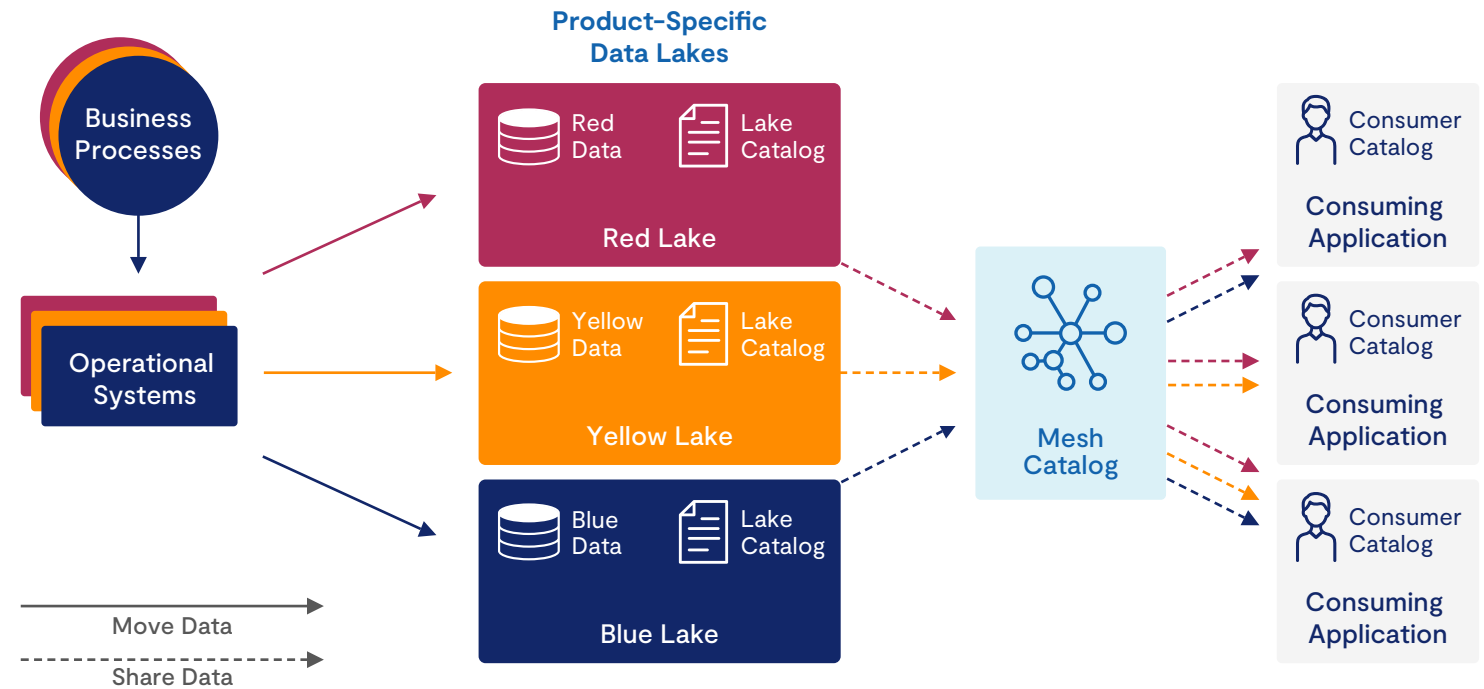 Product-Specific
Data Lakes
Business
Processes
Operational
Systems
Red
Data
Lake
Catalog
Red Lake
Yellow
Data
Lake
Catalog
Yellow Lake
Blue
Data
Lake
Catalog
Blue Lake
Mesh
Catalog
Consumer
Catalog
Consuming
Application
Consumer
Catalog
Consuming
Application
Consumer
Catalog
Consuming
Application
Move Data
Share Data